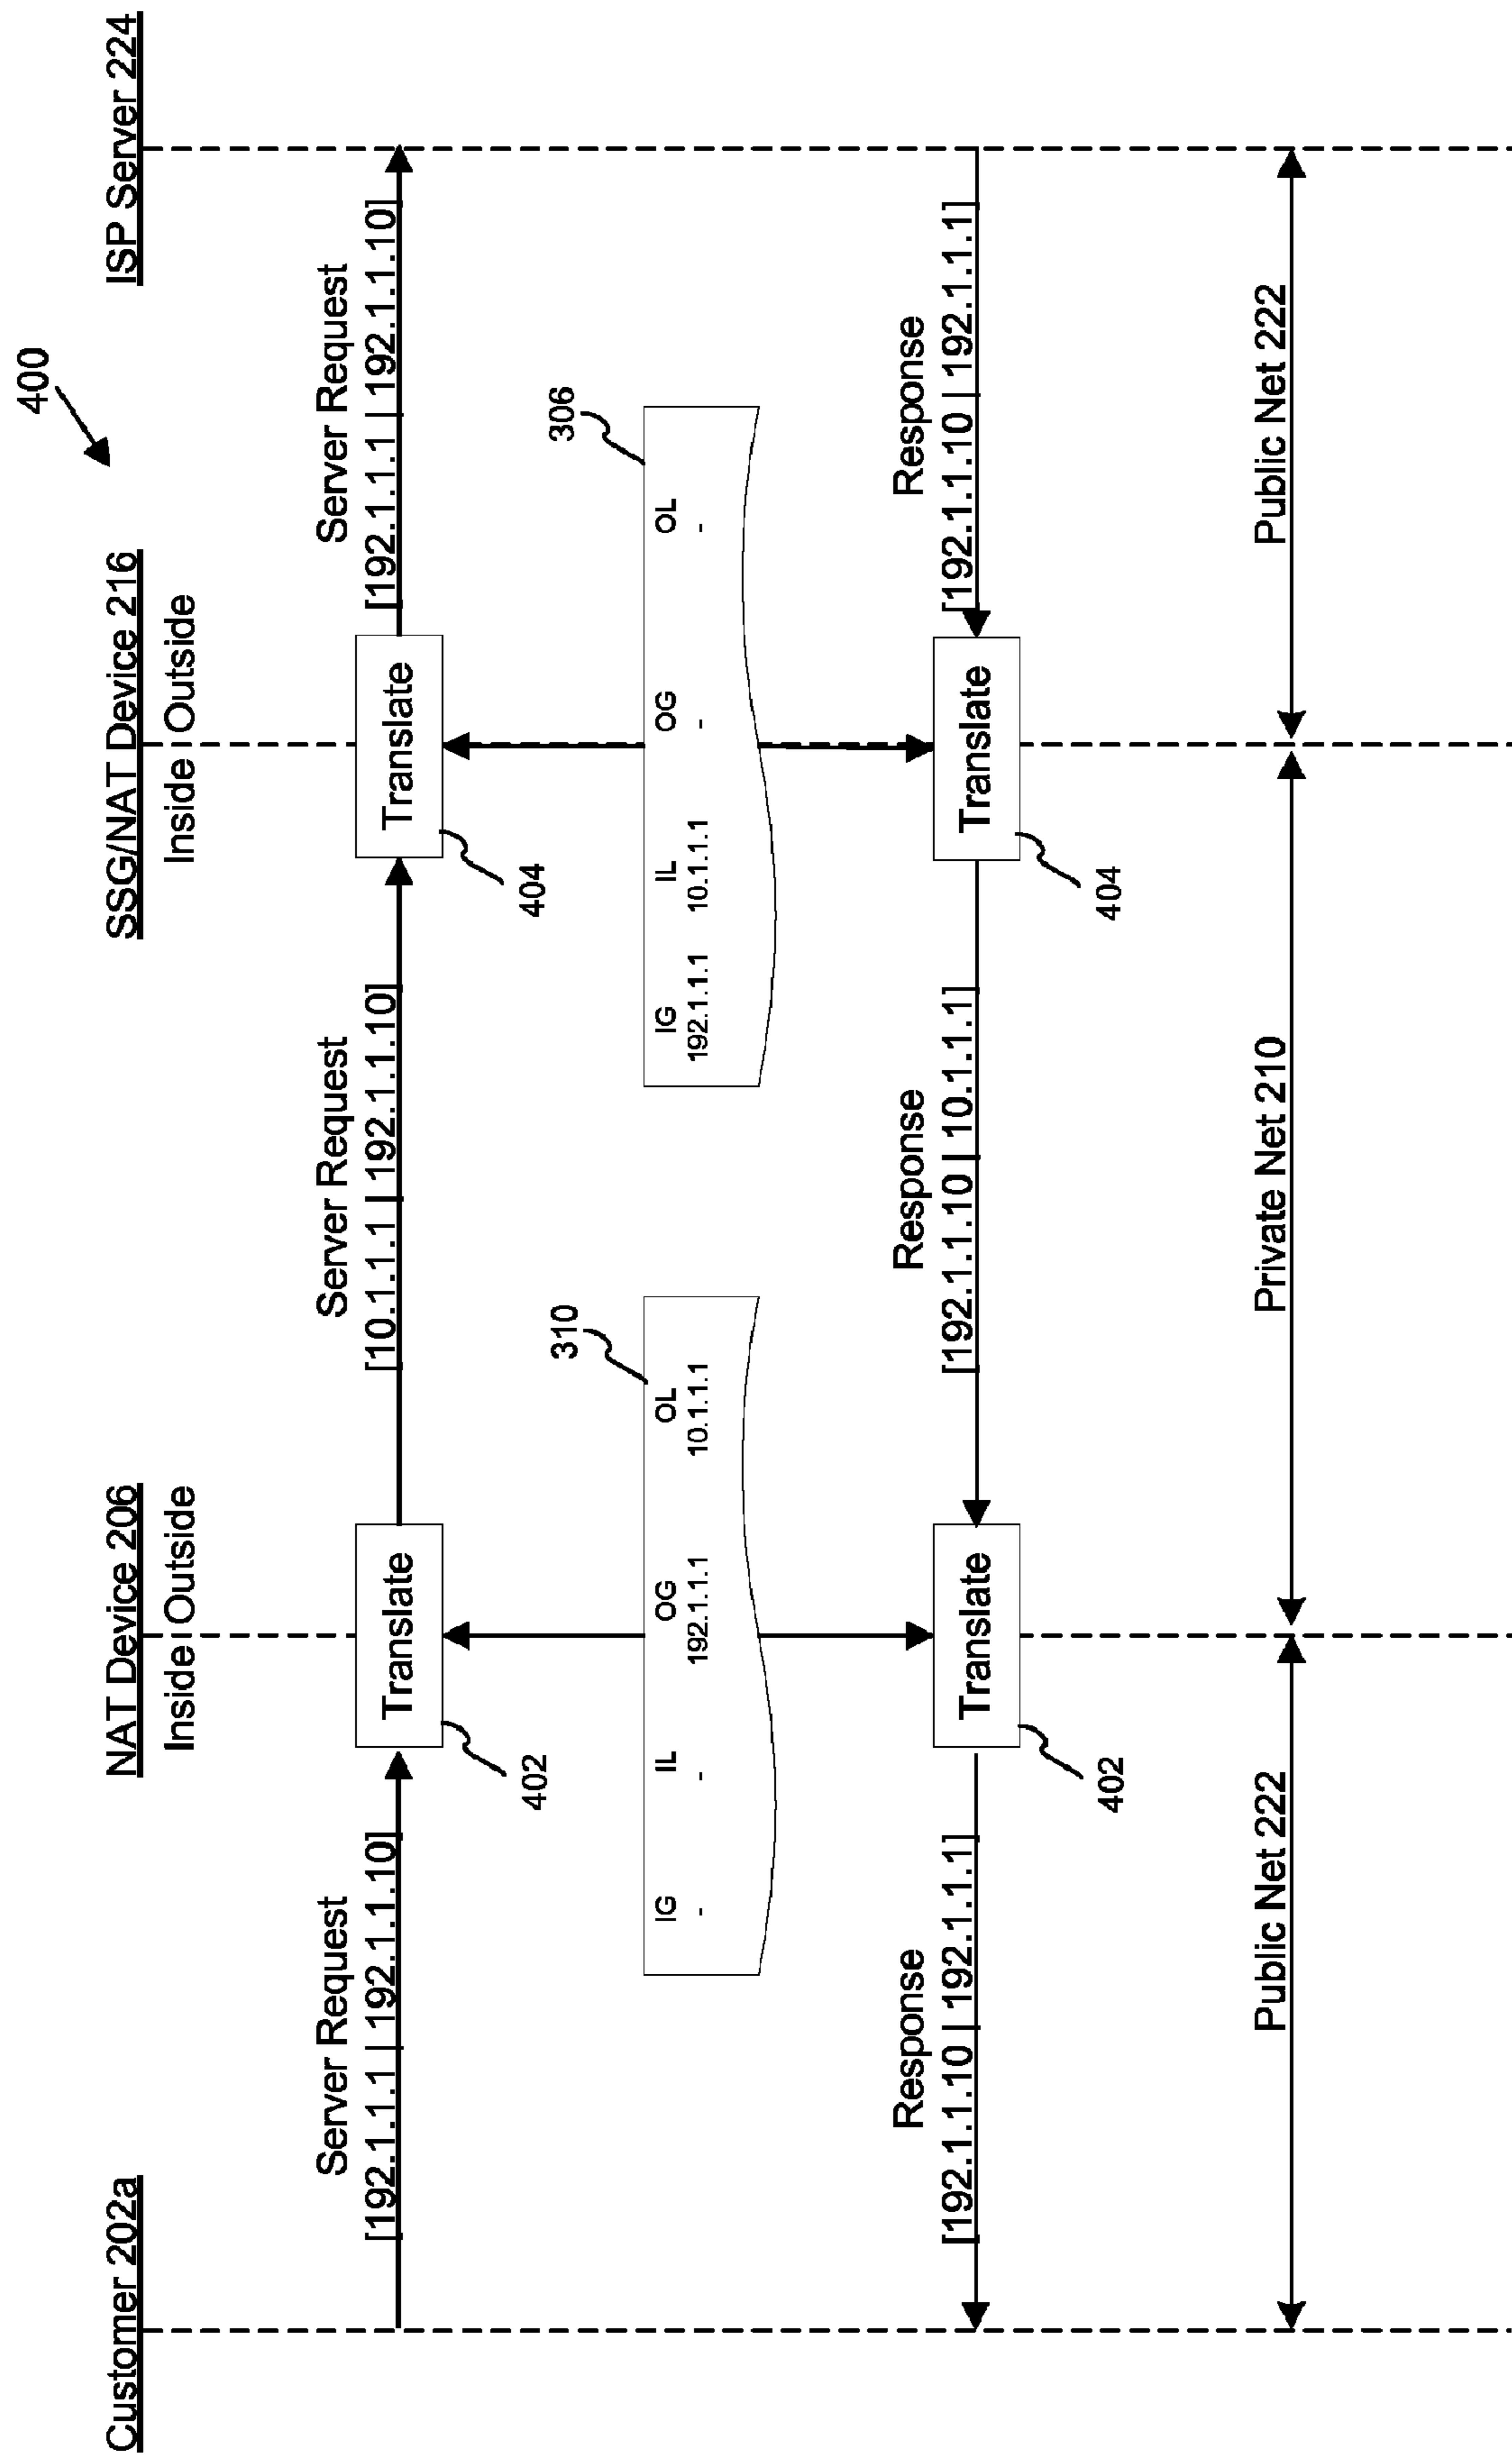 400
Customer 202a
NAT Device 206
SSG/NAT Device 216
ISP Server 224
Inside
Outside
Inside
Outside
Server Request
[192.1.1.1 | 192.1.1.10]
Translate
402
Server Request
[10.1.1.1 | 192.1.1.10]
Translate
404
Server Request
[192.1.1.1 | 192.1.1.10]
310
IG IL OG OL
- - 192.1.1.1 10.1.1.1
306
IG IL OG OL
192.1.1.1 10.1.1.1 - -
Response
[192.1.1.10 | 192.1.1.1]
Translate
402
Response
[192.1.1.10 | 10.1.1.1]
Translate
404
Response
[192.1.1.10 | 192.1.1.1]
Public Net 222
Private Net 210
Public Net 222